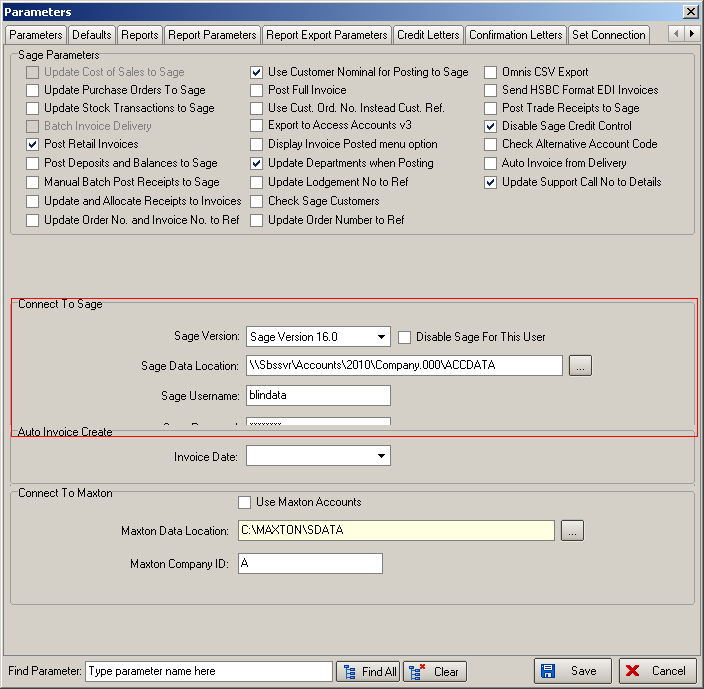 Parameters
Parameters Defaults Reports Report Parameters Report Export Parameters Credit Letters Confirmation Letters Set Connection
Sage Parameters
Update Cost of Sales to Sage Use Customer Nominal for Posting to Sage Omnis CSV Export
Update Purchase Orders To Sage Post Full Invoice Send HSBC Format EDI Invoices
Update Stock Transactions to Sage Use Cust. Ord. No. Instead Cust. Ref. Post Trade Receipts to Sage
Batch Invoice Delivery Export to Access Accounts v3 Disable Sage Credit Control
Post Retail Invoices Display Invoice Posted menu option Check Alternative Account Code
Post Deposits and Balances to Sage Update Departments when Posting Auto Invoice from Delivery
Manual Batch Post Receipts to Sage Update Lodgement No to Ref Update Support Call No to Details
Update and Allocate Receipts to Invoices Check Sage Customers
Update Order No. and Invoice No. to Ref Update Order Number to Ref
Connect To Sage
Sage Version: Sage Version 16.0 Disable Sage For This User
Sage Data Location: \\Sbssvr\Accounts\2010\Company.000\ACCDATA ...
Sage Username: blindata
Auto Invoice Create
Invoice Date:
Connect To Maxton
Use Maxton Accounts
Maxton Data Location: C:\MAXTON\SDATA ...
Maxton Company ID: A
Find Parameter: Type parameter name here Find All Clear Save Cancel